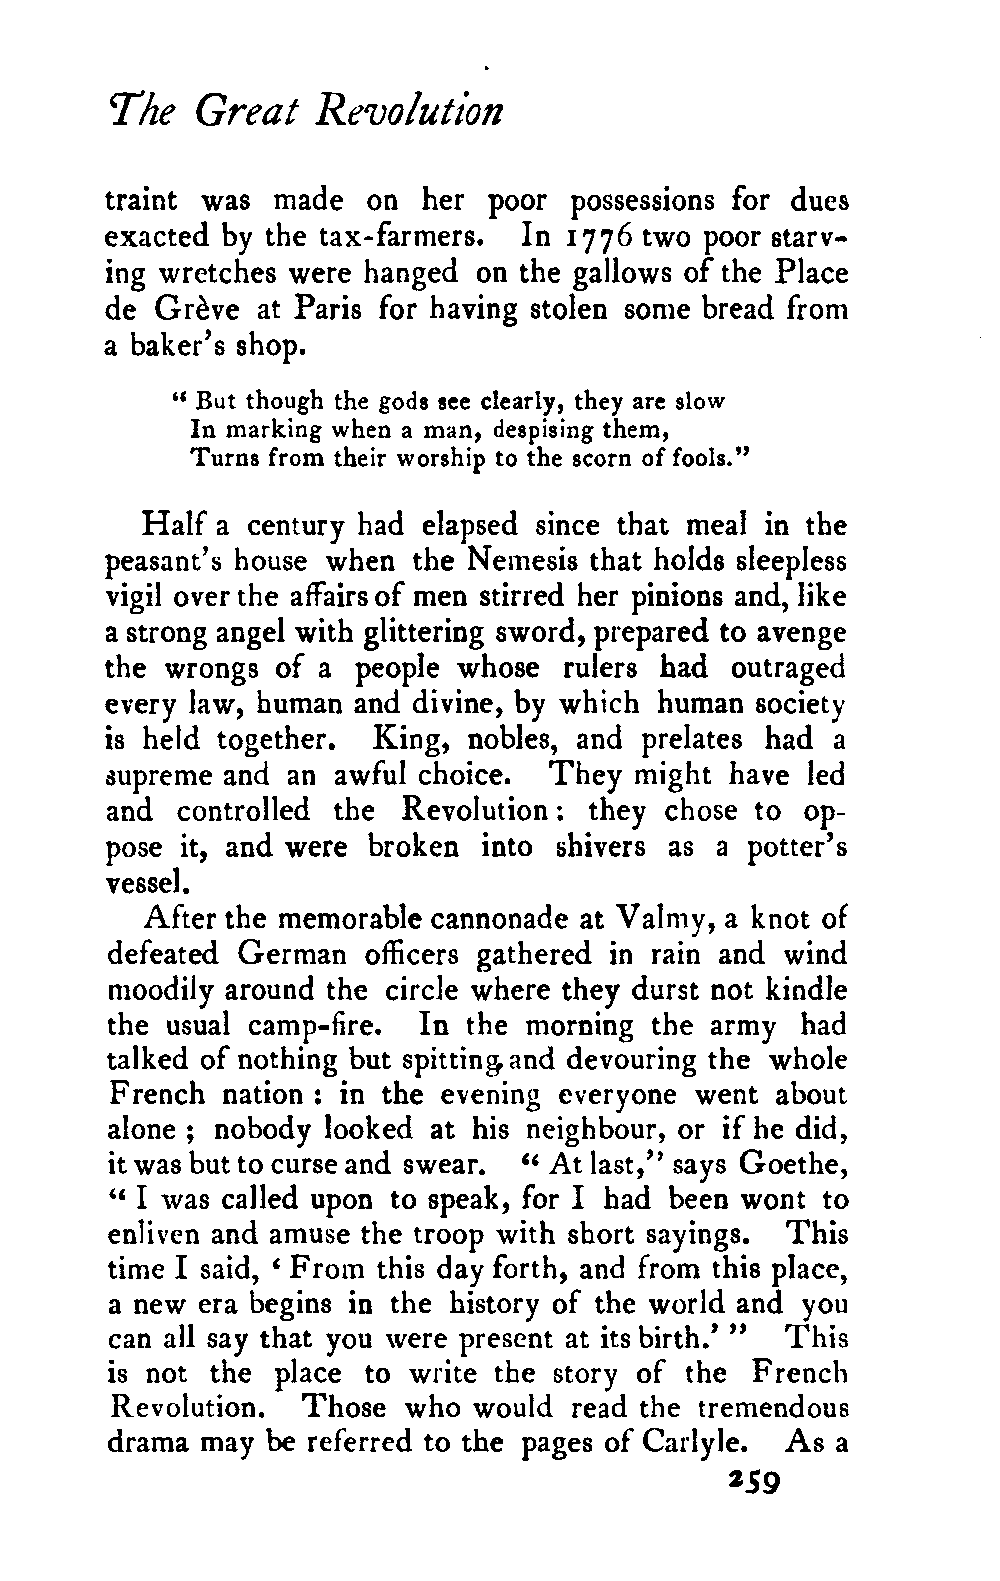 The Great Revolution
traint was made on her poor possessions for dues
exacted by the tax-farmers. In 1776 two poor starv-
ing wretches were hanged on the gallows of the Place
de Grève at Paris for having stolen some bread from
a baker's shop.
" But though the gods see clearly, they are slow
In marking when a man, despising them,
Turns from their worship to the scorn of fools."
Half a century had elapsed since that meal in the
peasant's house when the Nemesis that holds sleepless
vigil over the affairs of men stirred her pinions and, like
a strong angel with glittering sword, prepared to avenge
the wrongs of a people whose rulers had outraged
every law, human and divine, by which human society
is held together. King, nobles, and prelates had a
supreme and an awful choice. They might have led
and controlled the Revolution : they chose to op-
pose it, and were broken into shivers as a potter's
vessel.
After the memorable cannonade at Valmy, a knot of
defeated German officers gathered in rain and wind
moodily around the circle where they durst not kindle
the usual camp-fire. In the morning the army had
talked of nothing but spitting and devouring the whole
French nation : in the evening everyone went about
alone ; nobody looked at his neighbour, or if he did,
it was but to curse and swear. " At last," says Goethe,
" I was called upon to speak, for I had been wont to
enliven and amuse the troop with short sayings. This
time I said, ' From this day forth, and from this place,
a new era begins in the history of the world and you
can all say that you were present at its birth.' " This
is not the place to write the story of the French
Revolution. Those who would read the tremendous
drama may be referred to the pages of Carlyle. As a
259